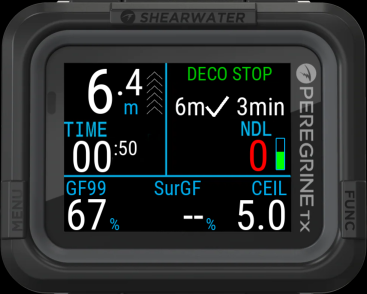 SHEARWATER
DECO STOP
6.4 m
6m✓ 3min
TIME
00:50
NDL
0
GF99
67%
SurGF
--%
CEIL
5.0
PEREGRINE TX
MENU
FUNC